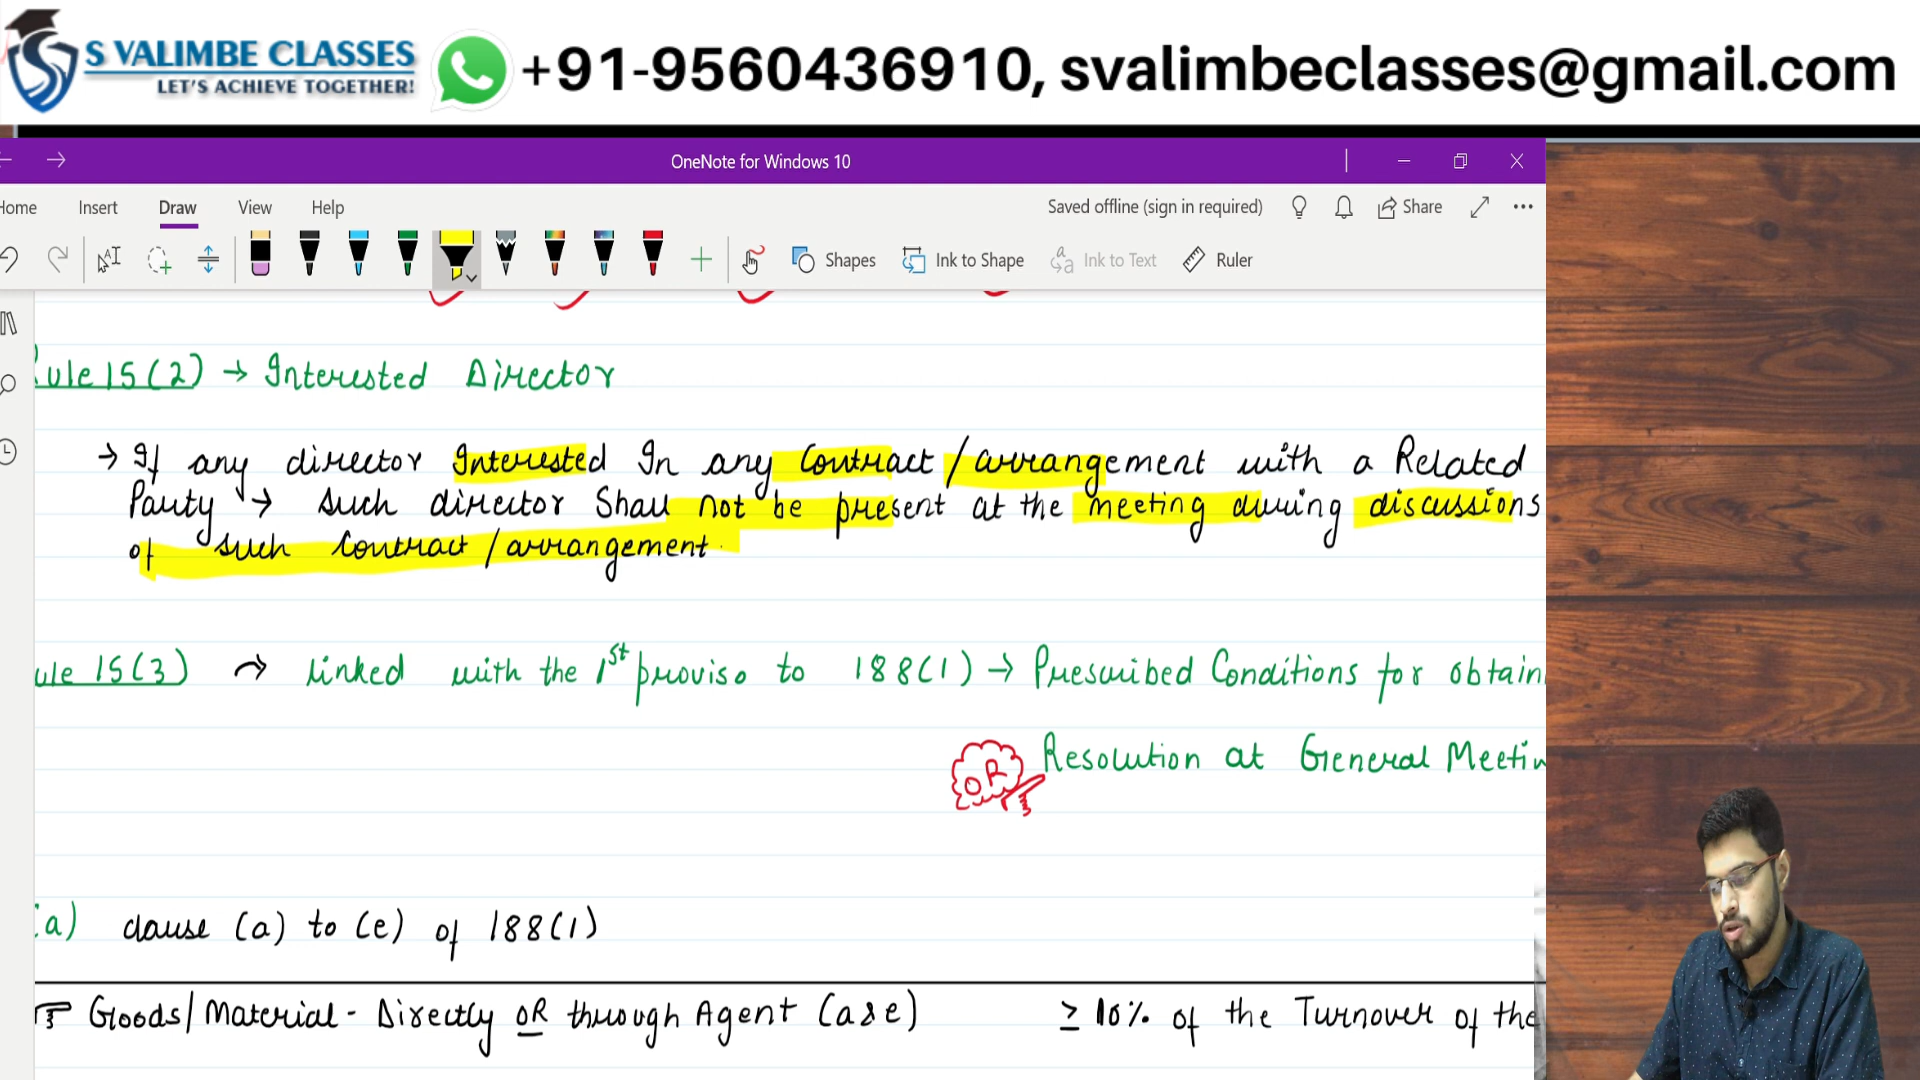 S VALIMBE CLASSES
LET'S ACHIEVE TOGETHER!
+91-9560436910, svalimbeclasses@gmail.com
OneNote for Windows 10
Home Insert Draw View Help
Saved offline (sign in required) Share
Shapes Ink to Shape Ink to Text Ruler
Rule 15(2) → Interested Director
→ If any director Interested In any Contract/arrangement with a Related
Party → such director Shall not be present at the meeting during discussions
of such Contract/arrangement.
ule 15(3) → linked with the 1st proviso to 188(1) → Prescribed Conditions for obtain
OR Resolution at General Meetin
(a) clause (a) to (e) of 188(1)
Goods/Material - Directly OR through Agent (a&e) ≥ 10% of the Turnover of the